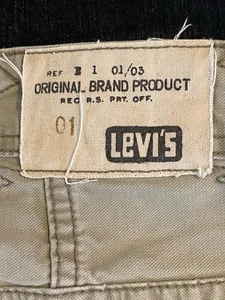 REF B 1 01/03
ORIGINAL BRAND PRODUCT
REG R.S. PAT. OFF.
01
LEVI'S